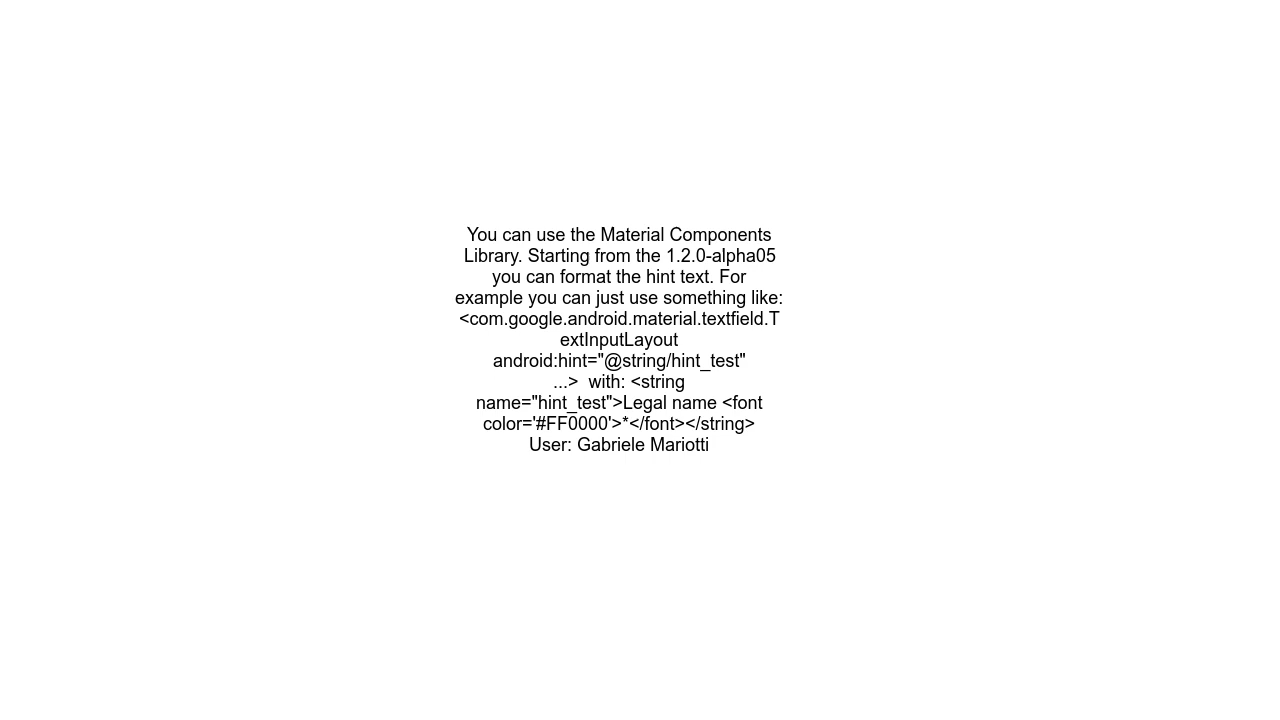 You can use the Material Components
Library. Starting from the 1.2.0-alpha05
you can format the hint text. For
example you can just use something like:
<com.google.android.material.textfield.T
extInputLayout
android:hint="@string/hint_test"
...>  with: <string
name="hint_test">Legal name <font
color='#FF0000'>*</font></string>
User: Gabriele Mariotti